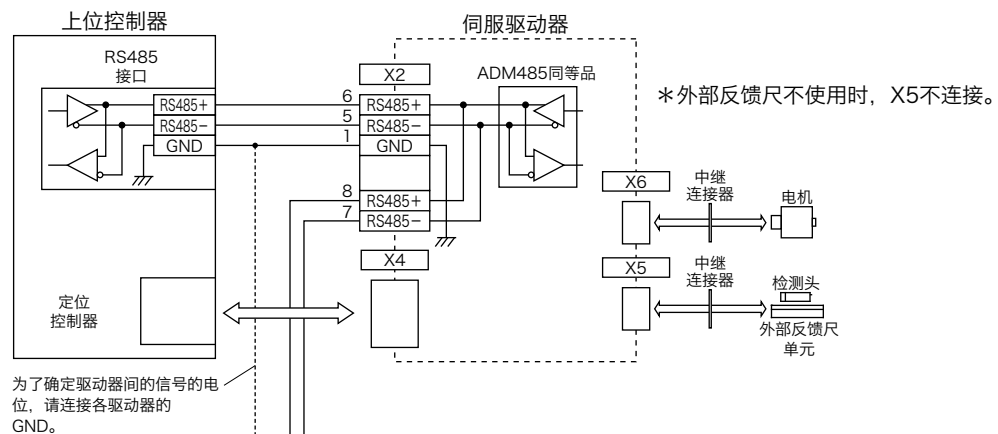 上位控制器
伺服驱动器
RS485
接口
X2
ADM485同等品
＊外部反馈尺不使用时，X5不连接。
RS485+
6
RS485+
RS485−
5
RS485−
GND
1
GND
X6
中继
连接器
电机
8
RS485+
7
RS485−
X4
X5
中继
连接器
检测头
定位
控制器
外部反馈尺
单元
为了确定驱动器间的信号的电
位，请连接各驱动器的
GND。